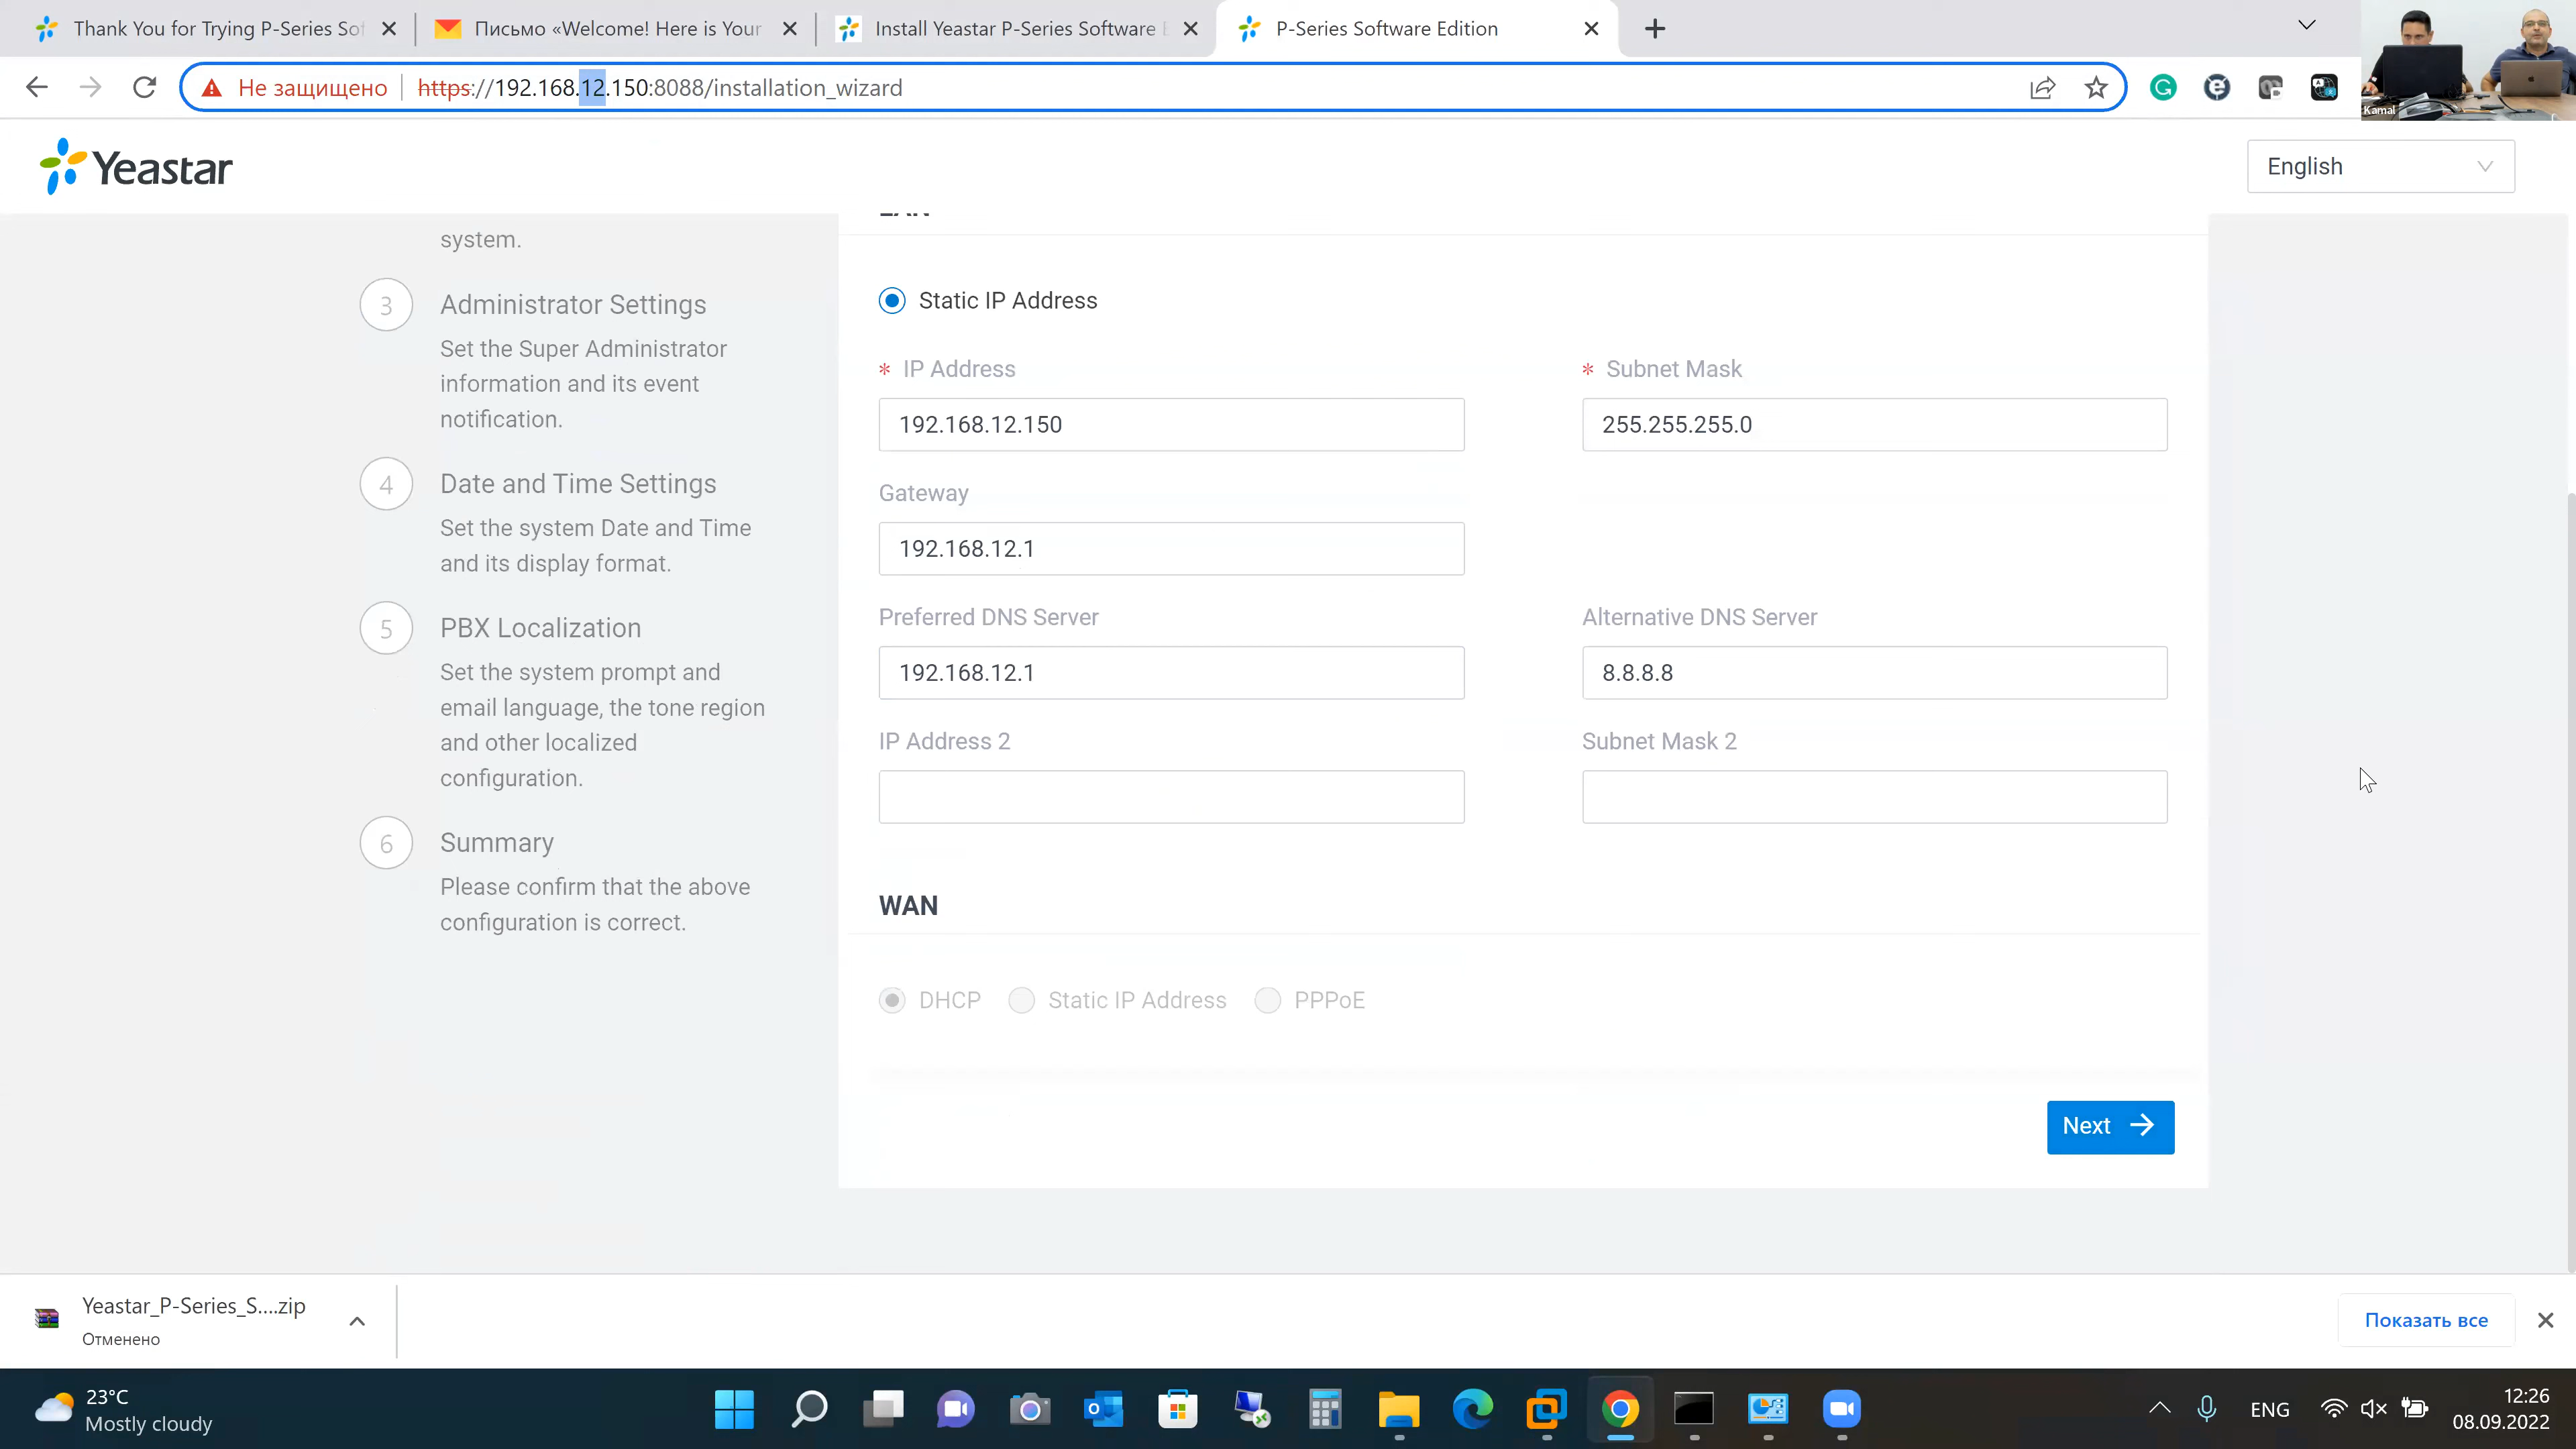 Thank You for Trying P-Series Sof
Письмо «Welcome! Here is Your
Install Yeastar P-Series Software E
P-Series Software Edition
Не защищено
https://192.168.12.150:8088/installation_wizard
Kamal
Yeastar
English
LAN
system.
3
Administrator Settings
Set the Super Administrator
information and its event
notification.
4
Date and Time Settings
Set the system Date and Time
and its display format.
5
PBX Localization
Set the system prompt and
email language, the tone region
and other localized
configuration.
6
Summary
Please confirm that the above
configuration is correct.
Static IP Address
* IP Address
* Subnet Mask
192.168.12.150
255.255.255.0
Gateway
192.168.12.1
Preferred DNS Server
Alternative DNS Server
192.168.12.1
8.8.8.8
IP Address 2
Subnet Mask 2
WAN
DHCP
Static IP Address
PPPoE
Next
Yeastar_P-Series_S....zip
Отменено
Показать все
23°C
Mostly cloudy
ENG
12:26
08.09.2022